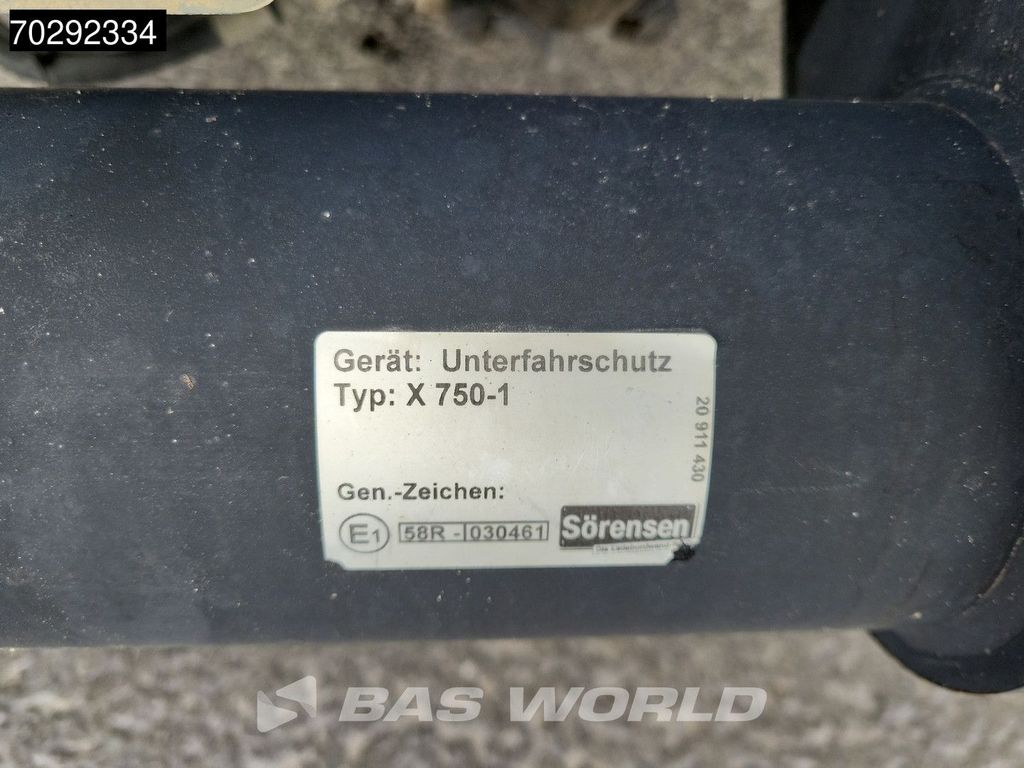 70292334
Gerät: Unterfahrschutz
Typ: X 750-1
20 911 430
Gen.-Zeichen:
E1 58R - 030461 Sörensen
BAS WORLD